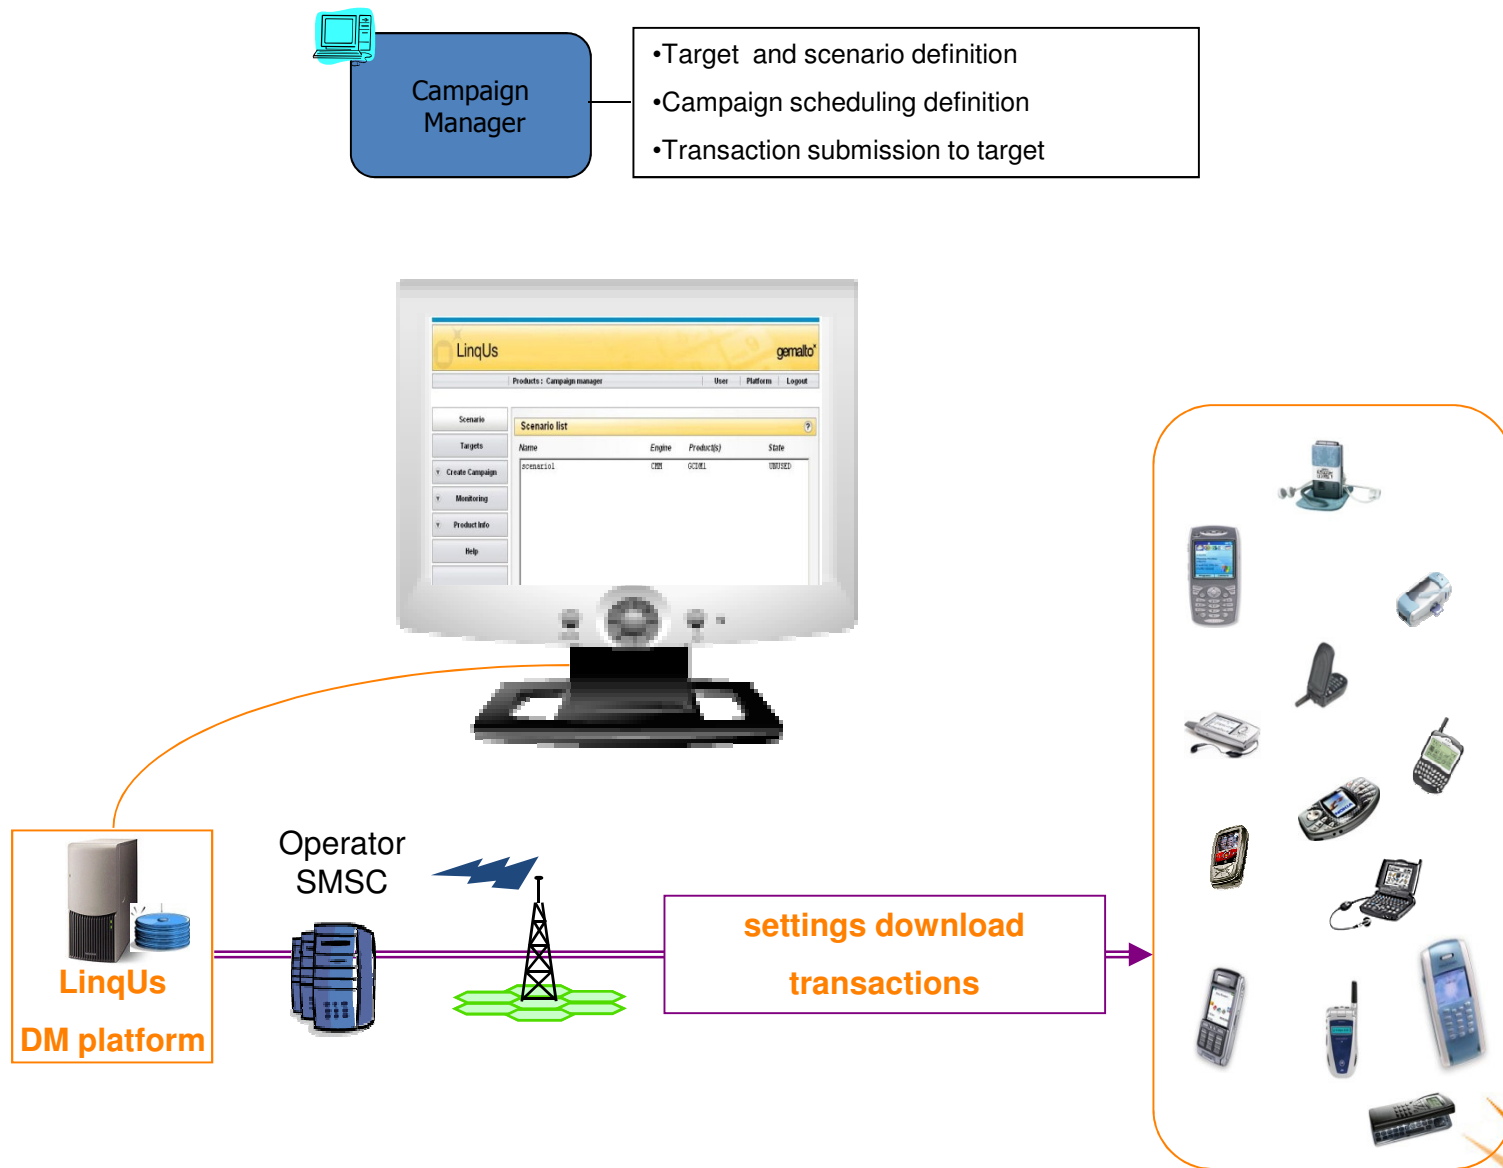 Campaign
Manager
•Target and scenario definition
•Campaign scheduling definition
•Transaction submission to target
LinqUs
gemalto
Products : Campaign manager
User
Platform
Logout
Scenario
Targets
Create Campaign
Monitoring
Product Info
Help
Scenario list
?
Name
Engine
Product(s)
State
scenario1
CMM
GCDM1
UNUSED
Operator
SMSC
LinqUs
DM platform
settings download
transactions